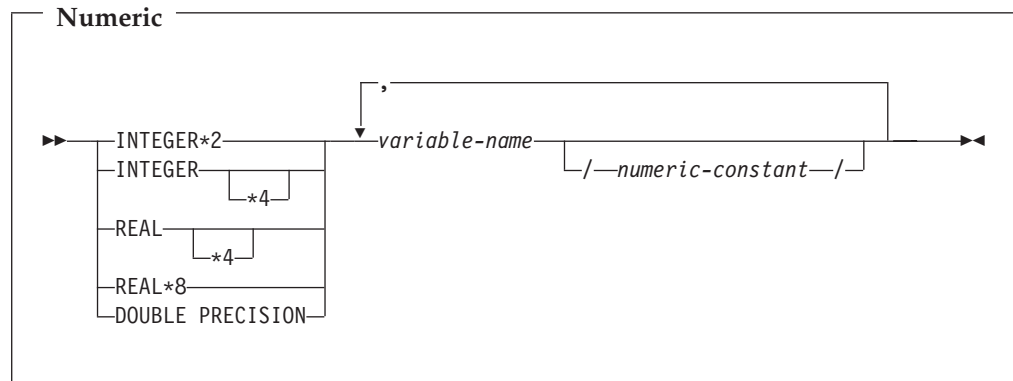 Numeric
,
INTEGER*2 variable-name
INTEGER / numeric-constant /
*4
REAL
*4
REAL*8
DOUBLE PRECISION